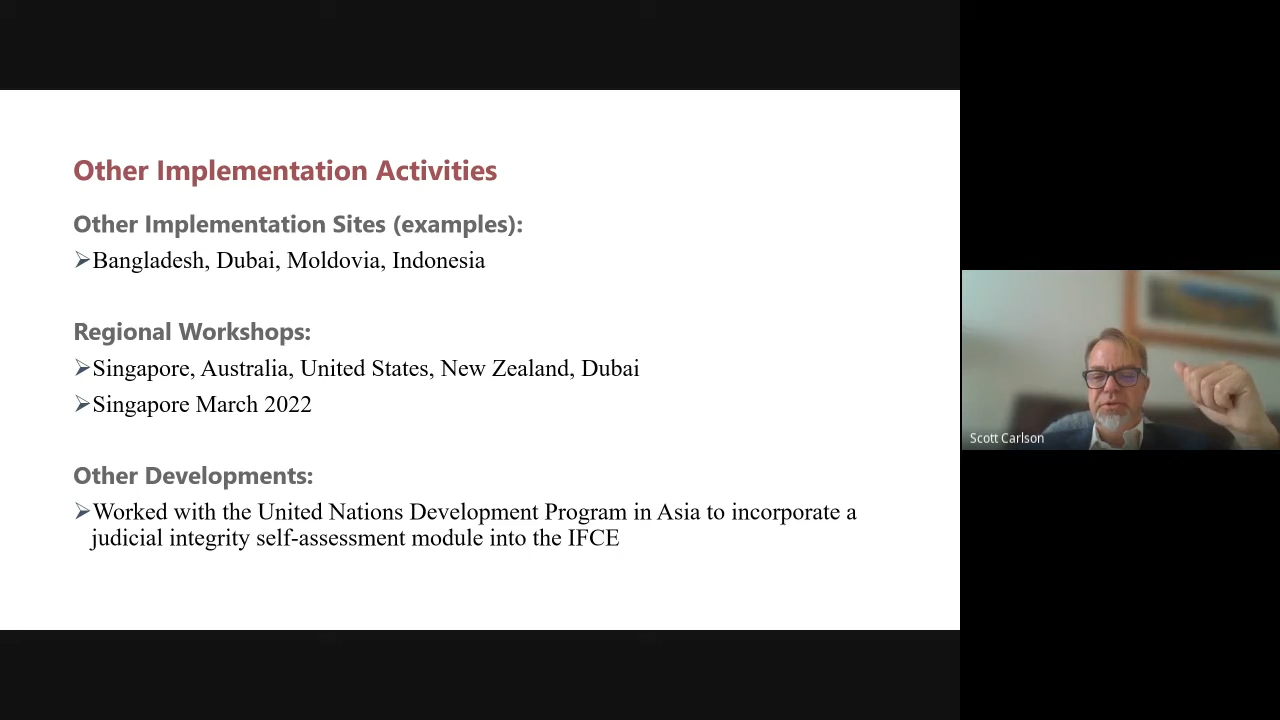 Other Implementation Activities
Other Implementation Sites (examples):
➢Bangladesh, Dubai, Moldovia, Indonesia
Regional Workshops:
➢Singapore, Australia, United States, New Zealand, Dubai
➢Singapore March 2022
Other Developments:
➢Worked with the United Nations Development Program in Asia to incorporate a
judicial integrity self-assessment module into the IFCE
Scott Carlson